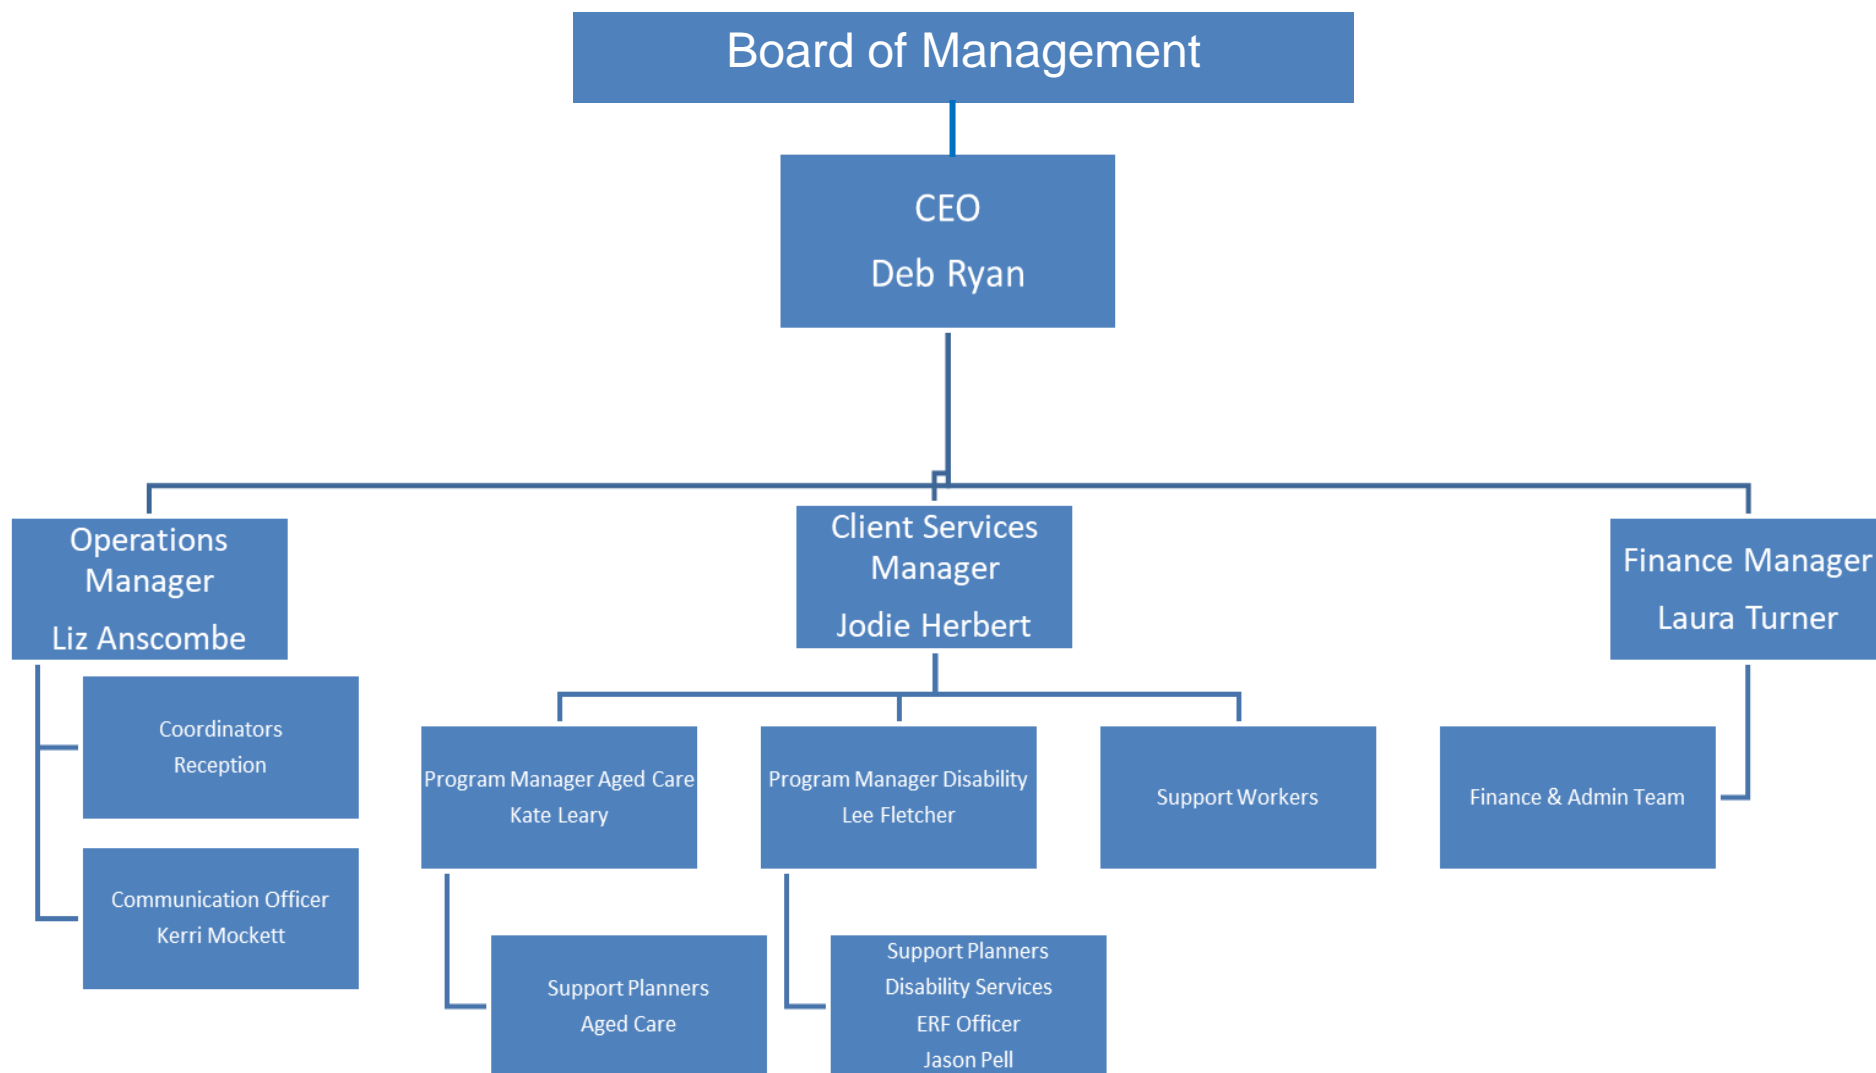 Board of Management
CEO
Deb Ryan
Operations
Manager
Liz Anscombe
Client Services
Manager
Jodie Herbert
Finance Manager
Laura Turner
Coordinators
Reception
Communication Officer
Kerri Mockett
Program Manager Aged Care
Kate Leary
Program Manager Disability
Lee Fletcher
Support Workers
Finance & Admin Team
Support Planners
Aged Care
Support Planners
Disability Services
ERF Officer
Jason Pell